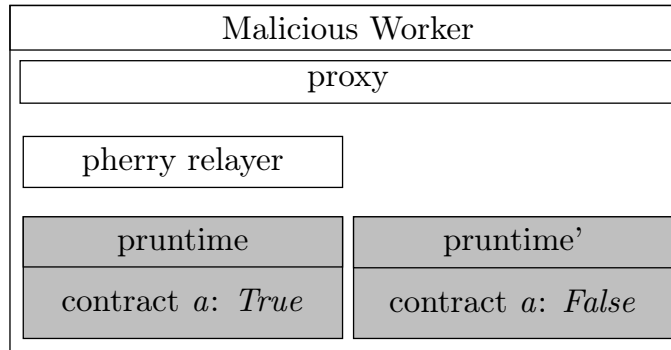 Malicious Worker
proxy
pherry relayer
pruntime
pruntime’
contract a: True
contract a: False